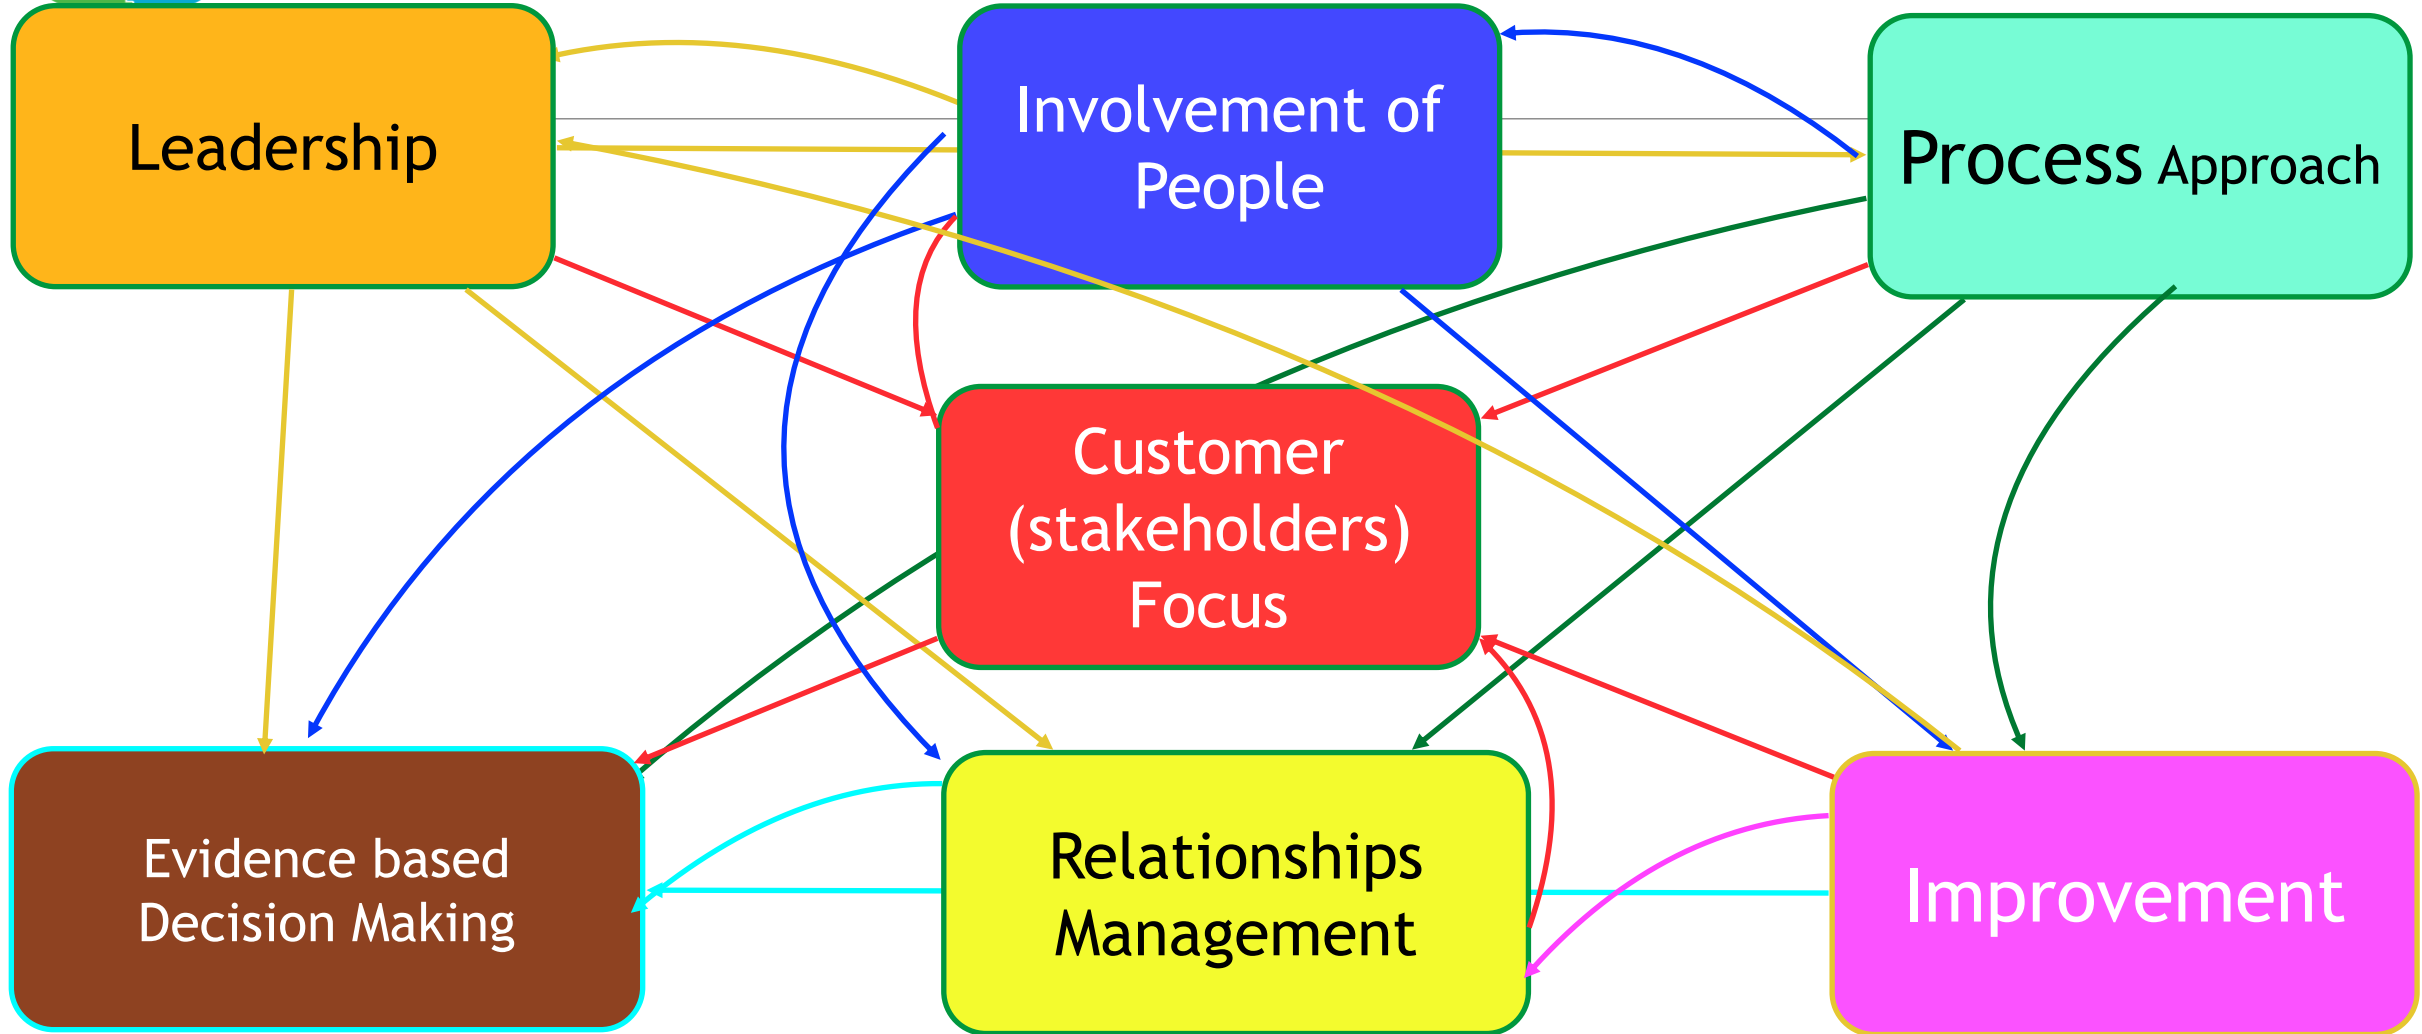 Leadership
Involvement of
People
Process Approach
Customer
(stakeholders)
Focus
Evidence based
Decision Making
Relationships
Management
Improvement